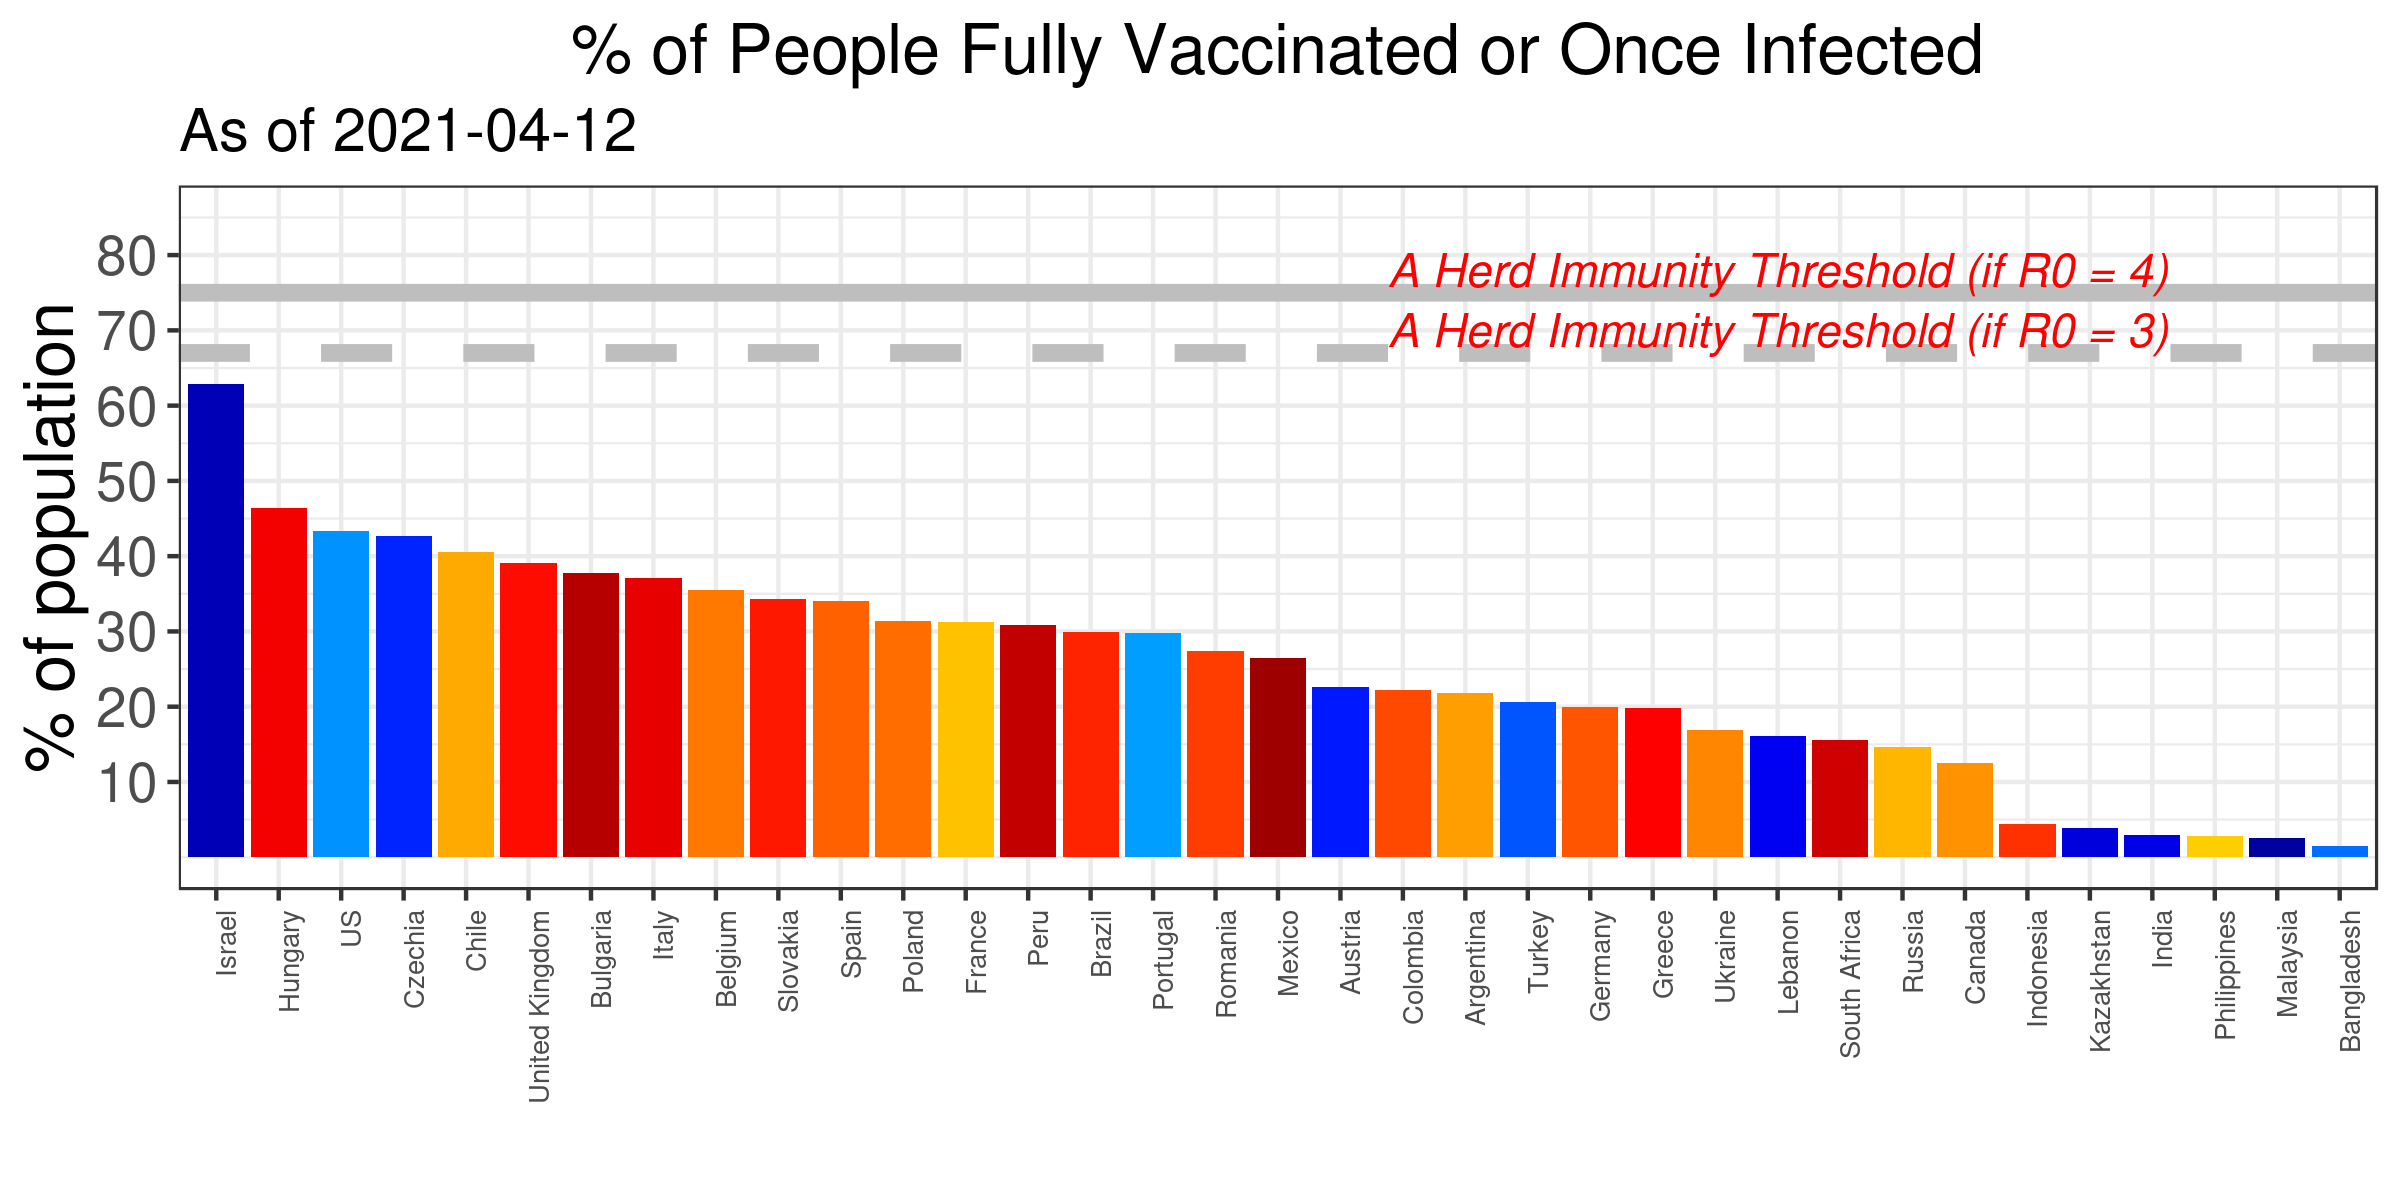 % of People Fully Vaccinated or Once Infected
As of 2021-04-12
% of population
80
70
60
50
40
30
20
10
A Herd Immunity Threshold (if R0 = 4)
A Herd Immunity Threshold (if R0 = 3)
Israel
Hungary
US
Czechia
Chile
United Kingdom
Bulgaria
Italy
Belgium
Slovakia
Spain
Poland
France
Peru
Brazil
Portugal
Romania
Mexico
Austria
Colombia
Argentina
Turkey
Germany
Greece
Ukraine
Lebanon
South Africa
Russia
Canada
Indonesia
Kazakhstan
India
Philippines
Malaysia
Bangladesh